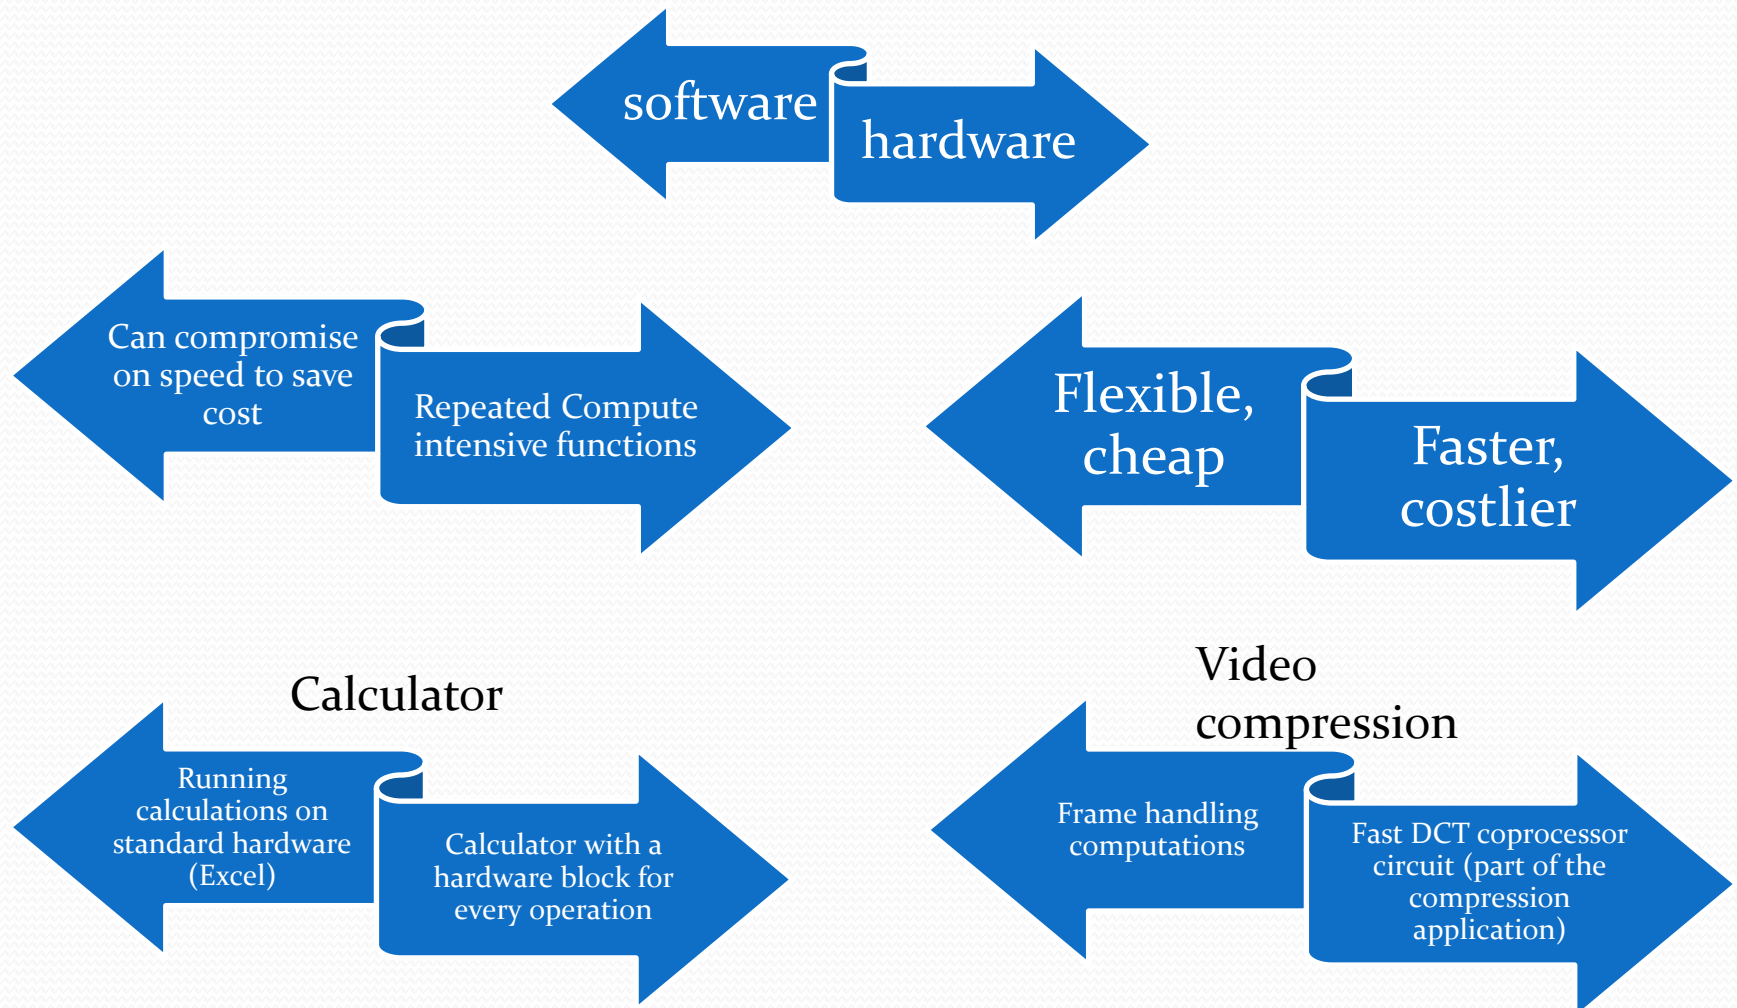 software
hardware
Can compromise
on speed to save
cost
Repeated Compute
intensive functions
Flexible,
cheap
Faster,
costlier
Calculator
Running
calculations on
standard hardware
(Excel)
Calculator with a
hardware block for
every operation
Video
compression
Frame handling
computations
Fast DCT coprocessor
circuit (part of the
compression
application)